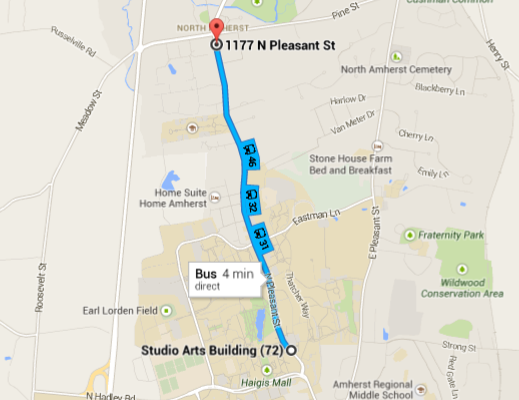 Cushman Common
NORTH AMHERST
Pine St
Russelville Rd
1177 N Pleasant St
Henry St
North Amherst Cemetery
Meadow St
Blackberry Ln
Harlow Dr
Van Meter Dr
Cherry Ln
46
Stone House Farm
Bed and Breakfast
Emily Ln
Home Suite
Home Amherst
32
Eastman Ln
E Pleasant St
31
Fraternity Park
Roosevelt St
Bus 4 min
direct
N Pleasant St
Thatcher Way
Wildwood
Conservation Area
Earl Lorden Field
Studio Arts Building (72)
Strong St
Red Gate Ln
Haigis Mall
N Hadley Rd
Amherst Regional
Middle School